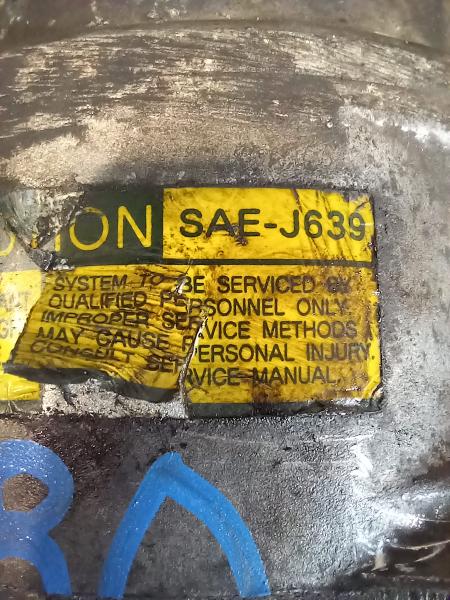 SAE-J639
SYSTEM TO BE SERVICED BY
QUALIFIED PERSONNEL ONLY.
IMPROPER SERVICE METHODS
MAY CAUSE PERSONAL INJURY.
CONSULT SERVICE MANUAL.